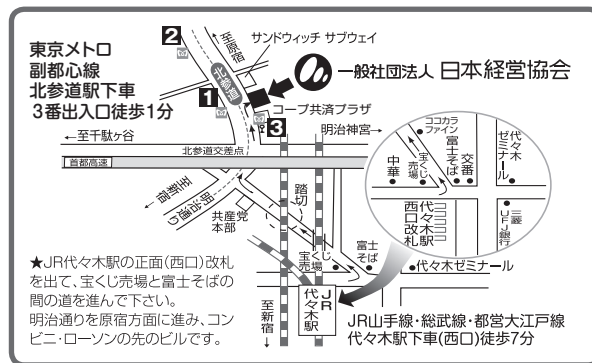 東京メトロ
副都心線
北参道駅下車
3番出入口徒歩1分
2
至原宿→
サンドウィッチ サブウェイ
北参道
一般社団法人 日本経営協会
1
コープ共済プラザ
3
←至千駄ヶ谷
北参道交差点
明治神宮→
首都高速
←至新宿
明治通り
共産党
本部
踏切
宝くじ
売場
富士
そば
代々木ゼミナール
ココカラ
ファイン
中華
宝くじ
売場
富士そば
交番
代々木
ゼミナール
代々木駅
西口改札
三菱
UFJ銀行
★JR代々木駅の正面(西口)改札
を出て、宝くじ売場と富士そばの
間の道を進んで下さい。
明治通りを原宿方面に進み、コン
ビニ・ローソンの先のビルです。
至新宿↓
JR
代々木駅
JR山手線・総武線・都営大江戸線
代々木駅下車(西口)徒歩7分